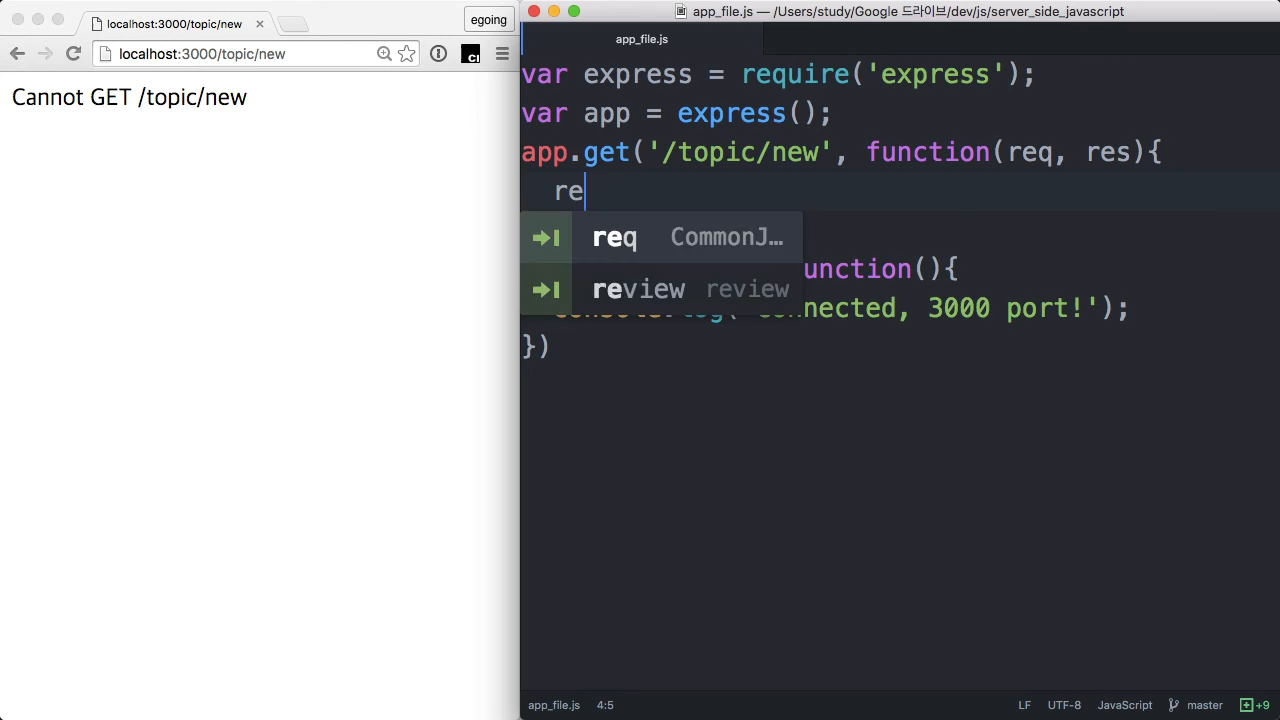 localhost:3000/topic/new
egoing
localhost:3000/topic/new
Cannot GET /topic/new
app_file.js — /Users/study/Google 드라이브/dev/js/server_side_javascript
app_file.js
var express = require('express');
var app = express();
app.get('/topic/new', function(req, res){
re
req CommonJ…
review review
unction(){
nnected, 3000 port!');
})
app_file.js 4:5 LF UTF-8 JavaScript master +9